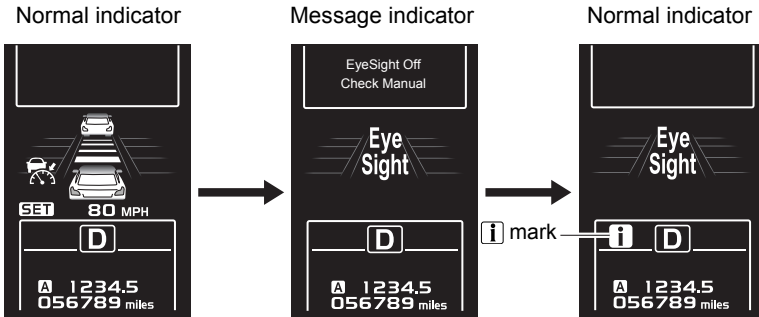 Normal indicator
Message indicator
Normal indicator
EyeSight Off
Check Manual
Eye
Sight
Eye
Sight
SET 80 MPH
D
D
i mark
i D
A 1234.5
056789 miles
A 1234.5
056789 miles
A 1234.5
056789 miles